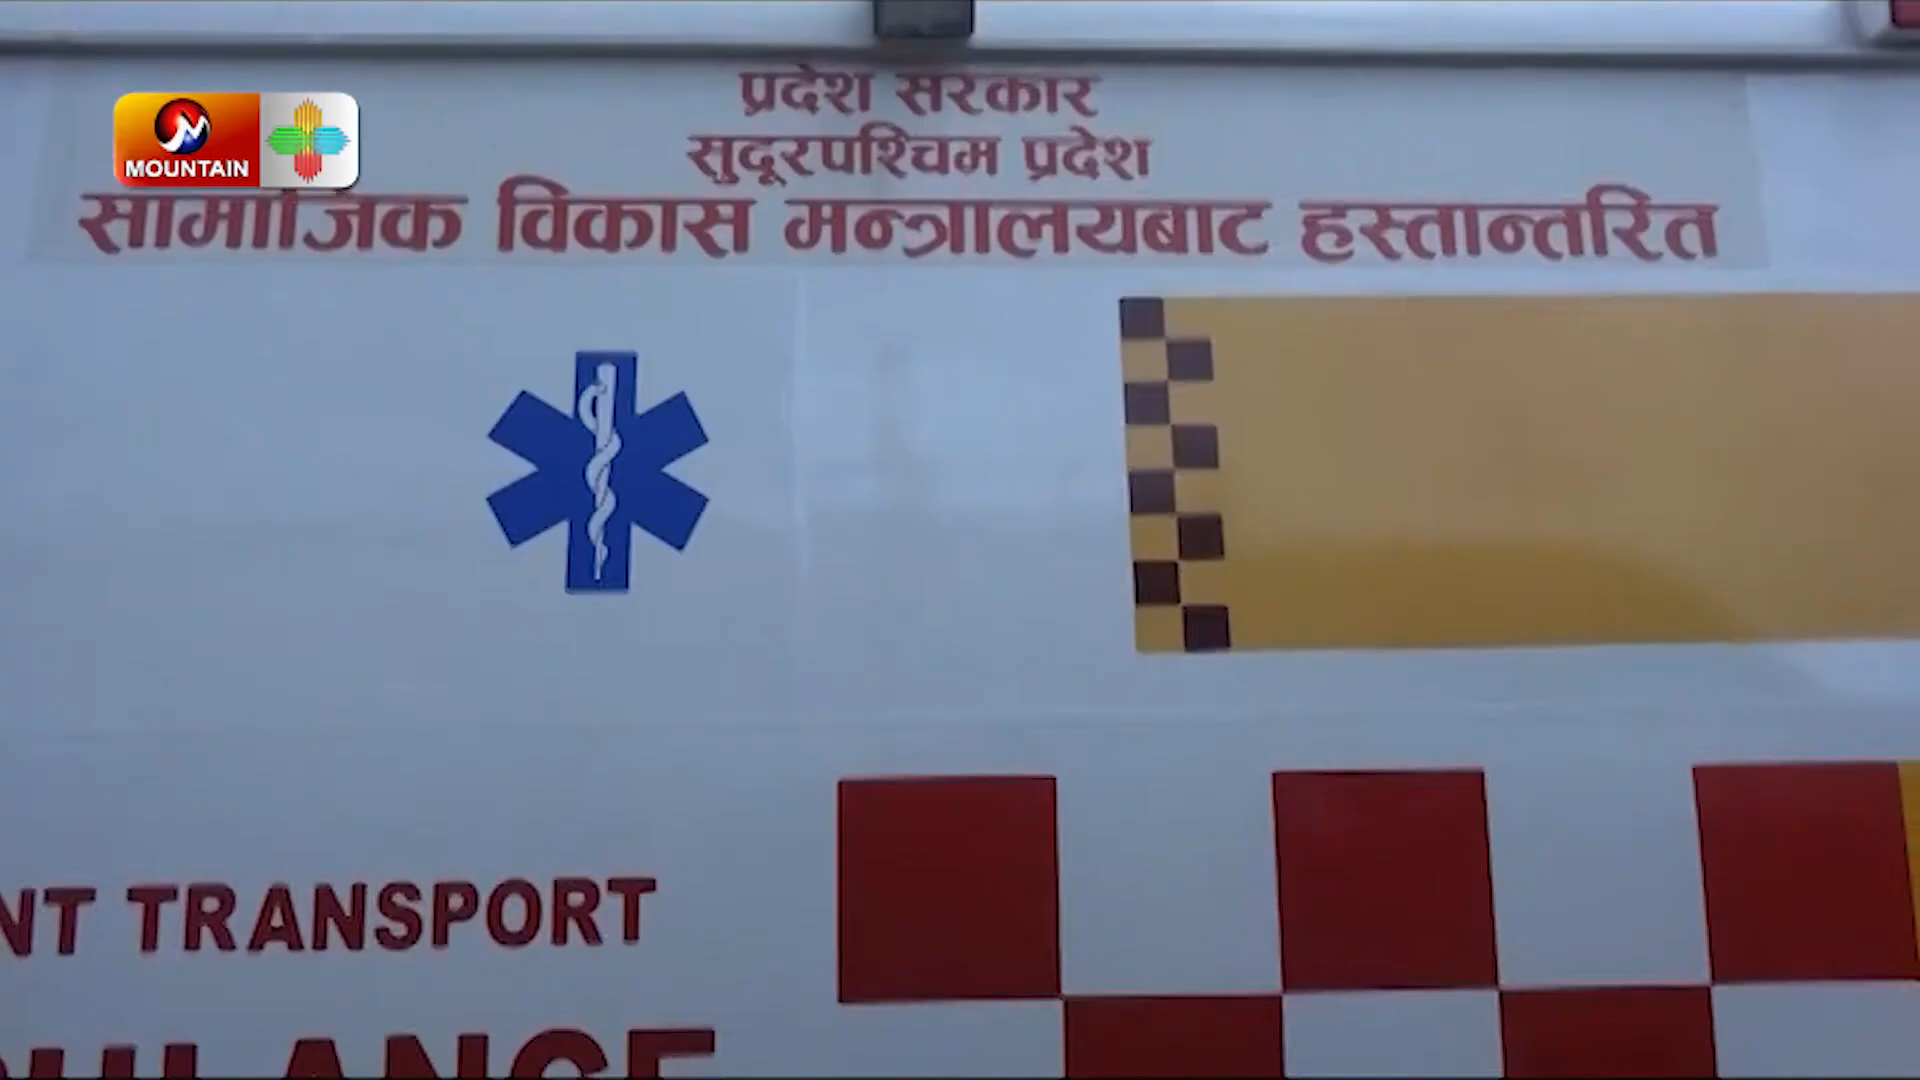 प्रदेश सरकार
सुदूरपश्चिम प्रदेश
MOUNTAIN
सामाजिक विकास मन्त्रालयबाट हस्तान्तरित
NT TRANSPORT